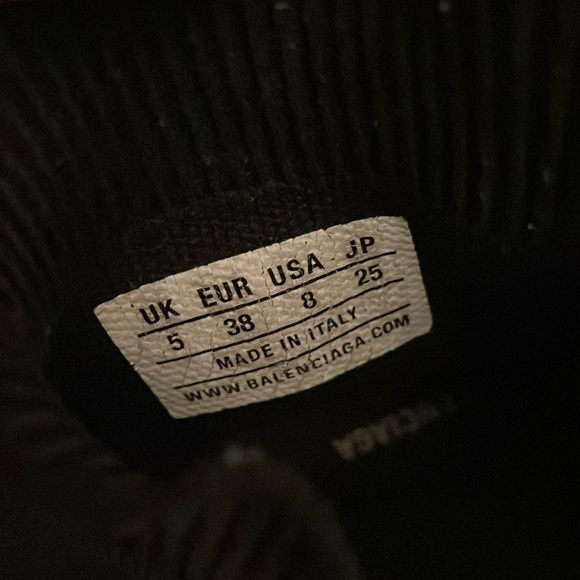 UK EUR USA JP
5 38 8 25
MADE IN ITALY
WWW.BALENCIAGA.COM